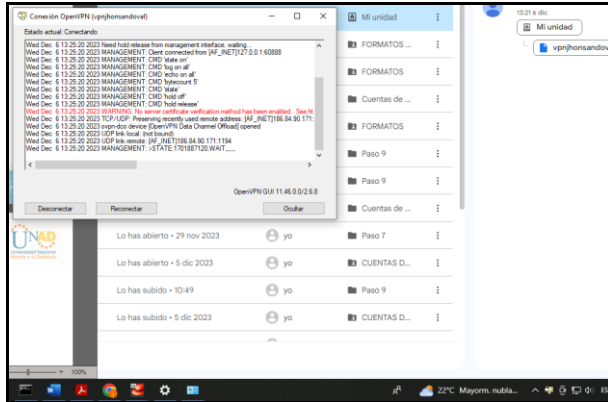 Conexión OpenVPN (vpnjhonsandoval)
Estado actual: Conectando
Wed Dec 6 13:25:20 2023 Need hold release from management interface, waiting...
Wed Dec 6 13:25:20 2023 MANAGEMENT: Client connected from [AF_INET]127.0.0.1:60888
Wed Dec 6 13:25:20 2023 MANAGEMENT: CMD 'state on'
Wed Dec 6 13:25:20 2023 MANAGEMENT: CMD 'log on all'
Wed Dec 6 13:25:20 2023 MANAGEMENT: CMD 'echo on all'
Wed Dec 6 13:25:20 2023 MANAGEMENT: CMD 'bytecount 5'
Wed Dec 6 13:25:20 2023 MANAGEMENT: CMD 'state'
Wed Dec 6 13:25:20 2023 MANAGEMENT: CMD 'hold off'
Wed Dec 6 13:25:20 2023 MANAGEMENT: CMD 'hold release'
Wed Dec 6 13:25:20 2023 WARNING: No server certificate verification method has been enabled. See
Wed Dec 6 13:25:20 2023 TCP/UDP: Preserving recently used remote address: [AF_INET]186.84.90.171:
Wed Dec 6 13:25:20 2023 ovpn-dco device [OpenVPN Data Channel Offload] opened
Wed Dec 6 13:25:20 2023 UDP link local: (not bound)
Wed Dec 6 13:25:20 2023 UDP link remote: [AF_INET]186.84.90.171:1194
Wed Dec 6 13:25:20 2023 MANAGEMENT: >STATE:1701887120,WAIT,,,,,,
OpenVPN GUI 11.46.0.0/2.6.8
Desconectar Reconectar Ocultar
Mi unidad
FORMATOS ...
FORMATOS
Cuentas de ...
FORMATOS
Paso 9
Paso 9
Cuentas de ...
Lo has abierto • 29 nov 2023 yo Paso 7
Lo has abierto • 5 dic 2023 yo CUENTAS D...
Lo has subido • 10:49 yo Paso 9
Lo has subido • 5 dic 2023 yo CUENTAS D...
13:21 6 dic
Mi unidad
vpnjhonsandov
UNAD
Universidad Nacional
Abierta y a Distancia
100%
22°C Mayorm. nubla...
ES